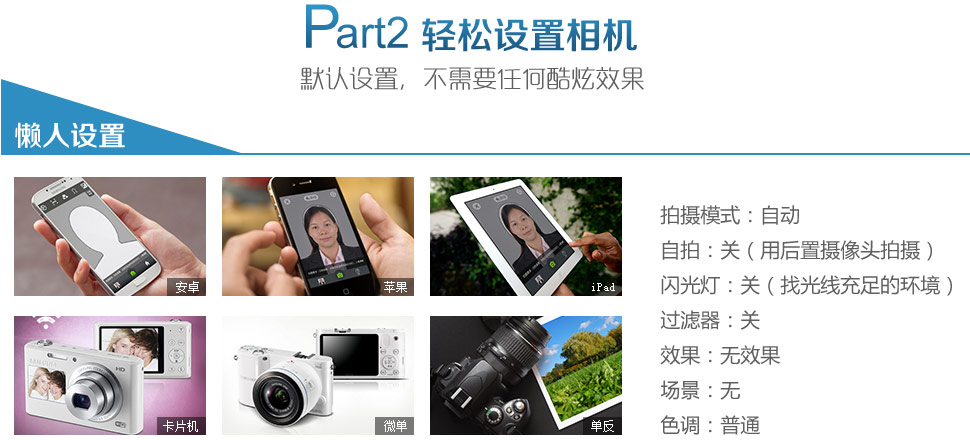 Part2 轻松设置相机
默认设置，不需要任何酷炫效果
懒人设置
安卓
苹果
iPad
卡片机
微单
单反
HD
拍摄模式：自动
自拍：关（用后置摄像头拍摄）
闪光灯：关（找光线充足的环境）
过滤器：关
效果：无效果
场景：无
色调：普通